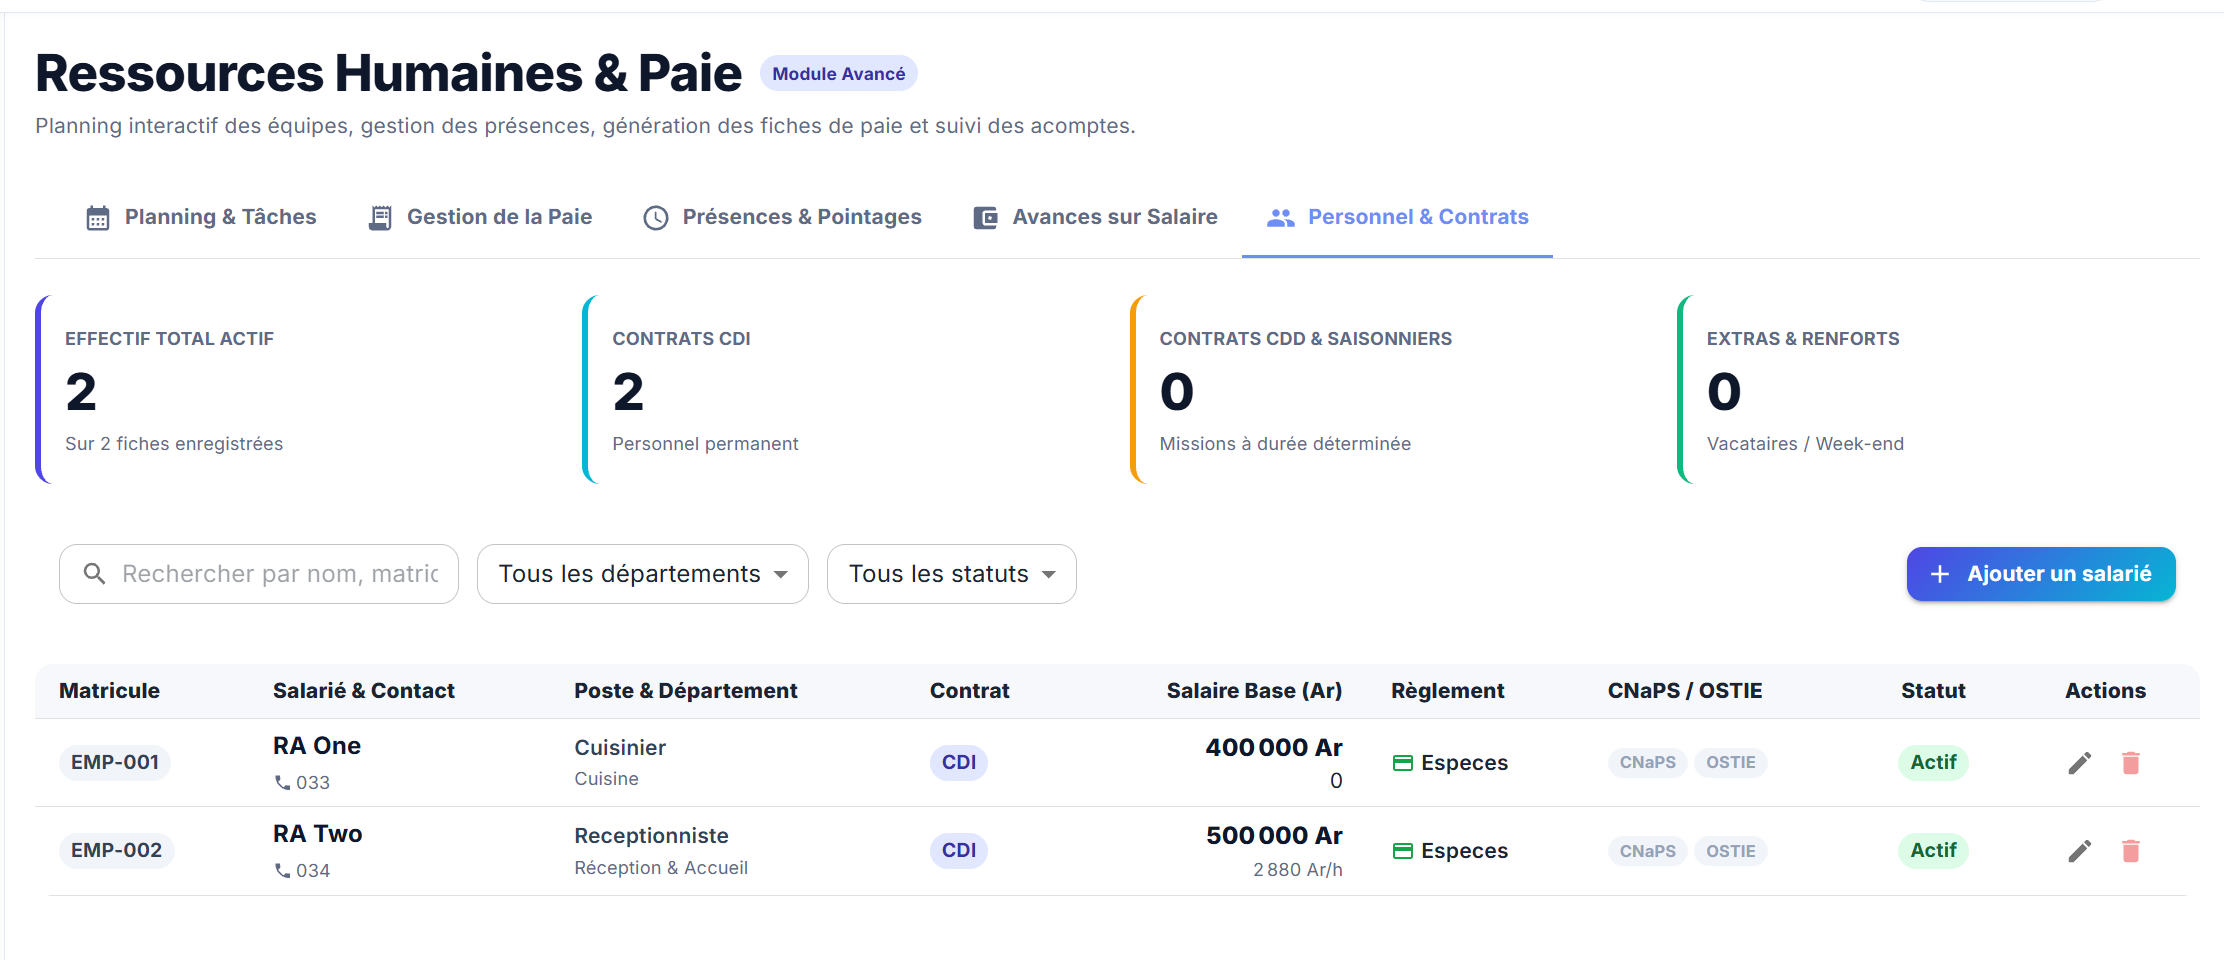 Ressources Humaines & Paie Module Avancé
Planning interactif des équipes, gestion des présences, génération des fiches de paie et suivi des acomptes.
Planning & Tâches Gestion de la Paie Présences & Pointages Avances sur Salaire Personnel & Contrats
EFFECTIF TOTAL ACTIF
2
Sur 2 fiches enregistrées
CONTRATS CDI
2
Personnel permanent
CONTRATS CDD & SAISONNIERS
0
Missions à durée déterminée
EXTRAS & RENFORTS
0
Vacataires / Week-end
Rechercher par nom, matric Tous les départements Tous les statuts + Ajouter un salarié
Matricule Salarié & Contact Poste & Département Contrat Salaire Base (Ar) Règlement CNaPS / OSTIE Statut Actions
EMP-001 RA One Cuisinier CDI 400 000 Ar Especes CNaPS OSTIE Actif
033 Cuisine 0
EMP-002 RA Two Receptionniste CDI 500 000 Ar Especes CNaPS OSTIE Actif
034 Réception & Accueil 2 880 Ar/h